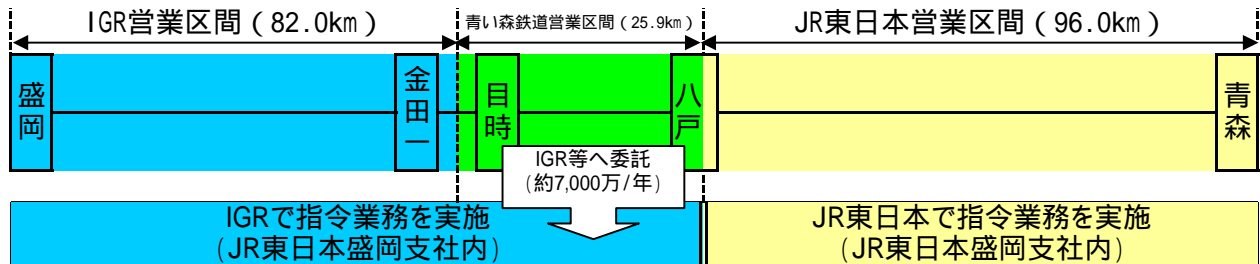 IGR営業区間（82.0km）
青い森鉄道営業区間（25.9km）
JR東日本営業区間（96.0km）
盛岡
金田一
目時
八戸
青森
IGR等へ委託
(約7,000万/年)
IGRで指令業務を実施
(JR東日本盛岡支社内)
JR東日本で指令業務を実施
(JR東日本盛岡支社内)